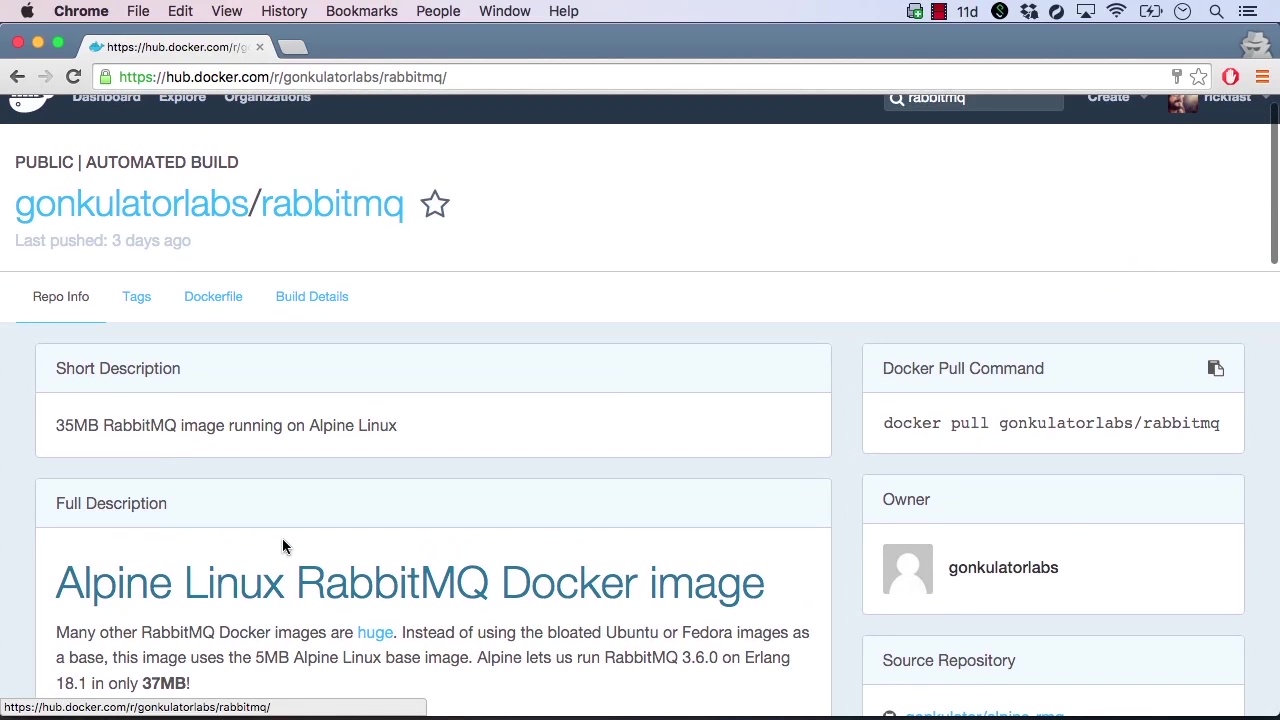 Chrome File Edit View History Bookmarks People Window Help 11d
https://hub.docker.com/r/g
https://hub.docker.com/r/gonkulatorlabs/rabbitmq/
Dashboard Explore Organizations rabbitmq Create rickfast
PUBLIC | AUTOMATED BUILD
gonkulatorlabs/rabbitmq
Last pushed: 3 days ago
Repo Info Tags Dockerfile Build Details
Short Description
35MB RabbitMQ image running on Alpine Linux
Full Description
Alpine Linux RabbitMQ Docker image
Many other RabbitMQ Docker images are huge. Instead of using the bloated Ubuntu or Fedora images as
a base, this image uses the 5MB Alpine Linux base image. Alpine lets us run RabbitMQ 3.6.0 on Erlang
18.1 in only 37MB!
Docker Pull Command
docker pull gonkulatorlabs/rabbitmq
Owner
gonkulatorlabs
Source Repository
gonkulator/alpine-rmq
https://hub.docker.com/r/gonkulatorlabs/rabbitmq/